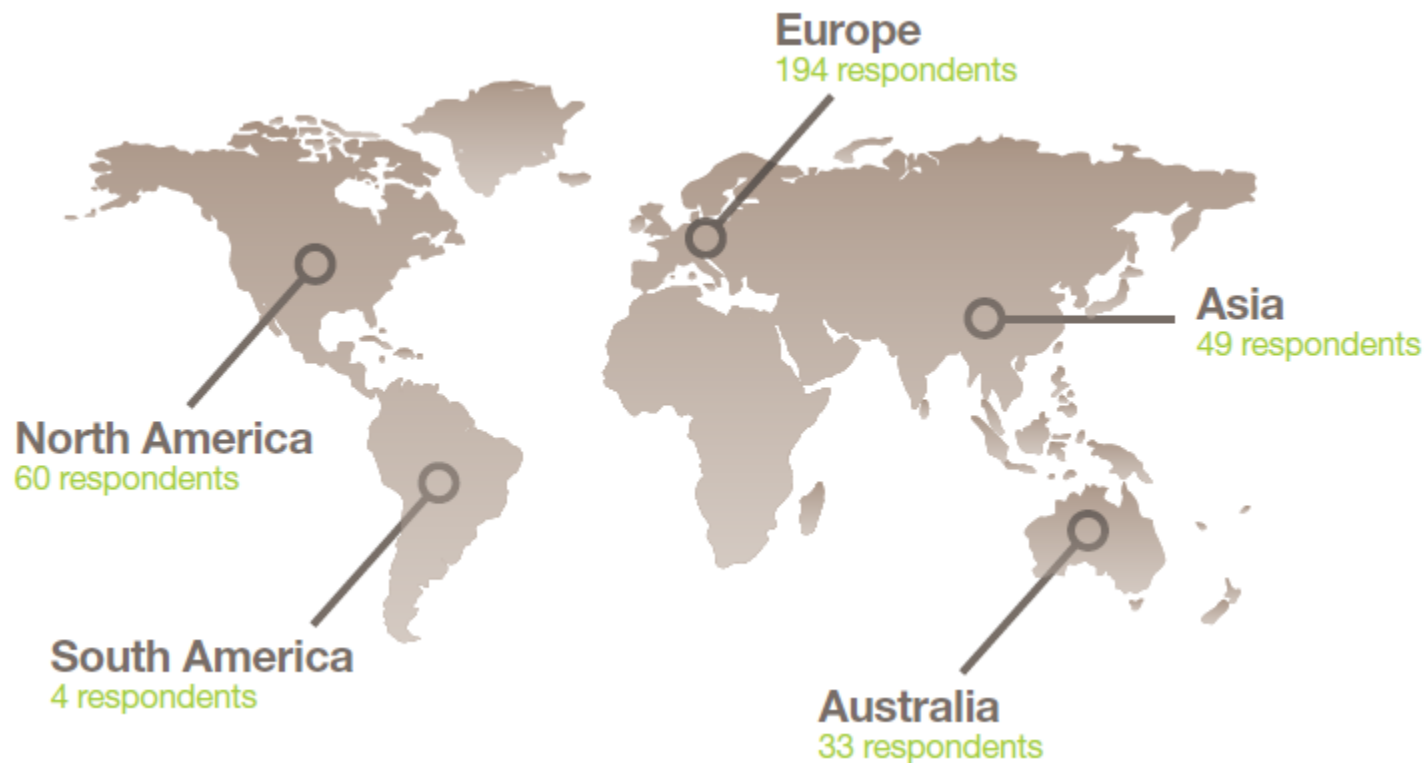 Europe
194 respondents
Asia
49 respondents
North America
60 respondents
South America
4 respondents
Australia
33 respondents